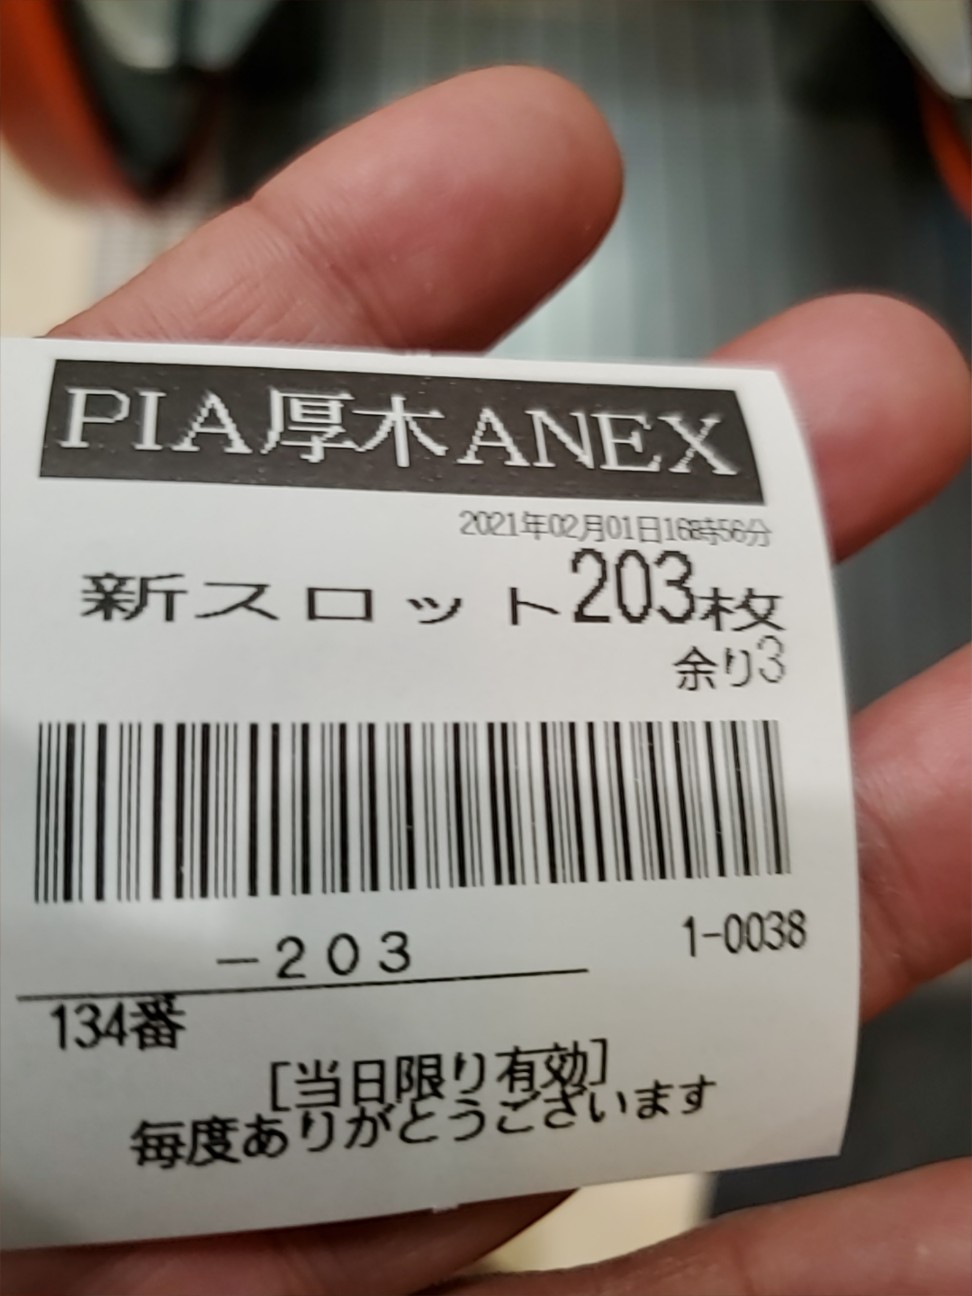 PIA厚木ANEX
2021年02月01日16時56分
新スロット203枚
余り3
-203
1-0038
134番
[当日限り有効]
毎度ありがとうございます